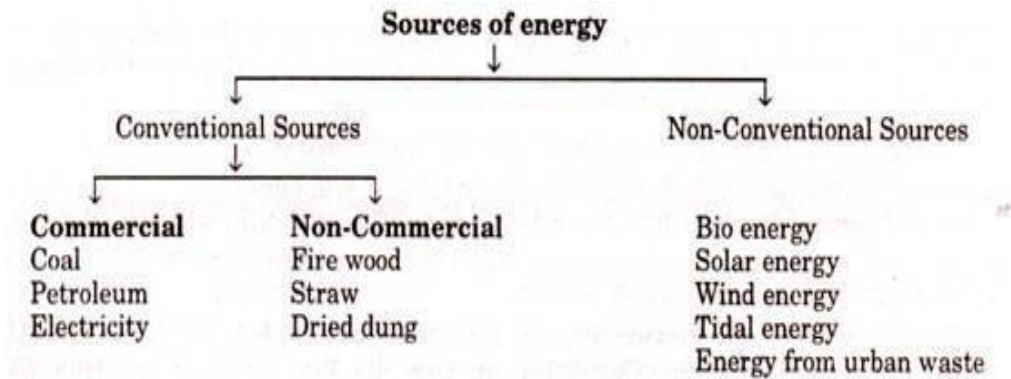 Sources of energy
Conventional Sources
Non-Conventional Sources
Commercial
Coal
Petroleum
Electricity
Non-Commercial
Fire wood
Straw
Dried dung
Bio energy
Solar energy
Wind energy
Tidal energy
Energy from urban waste